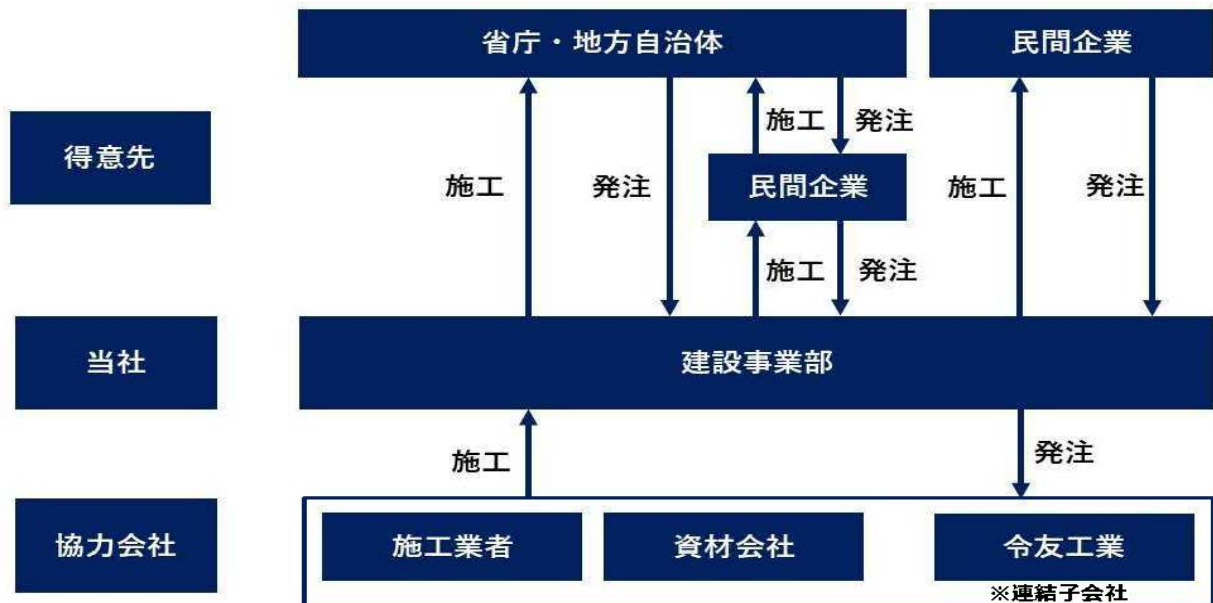 省庁・地方自治体
民間企業
施工
発注
得意先
施工
発注
民間企業
施工
発注
施工
発注
当社
建設事業部
施工
発注
協力会社
施工業者
資材会社
令友工業
※連結子会社